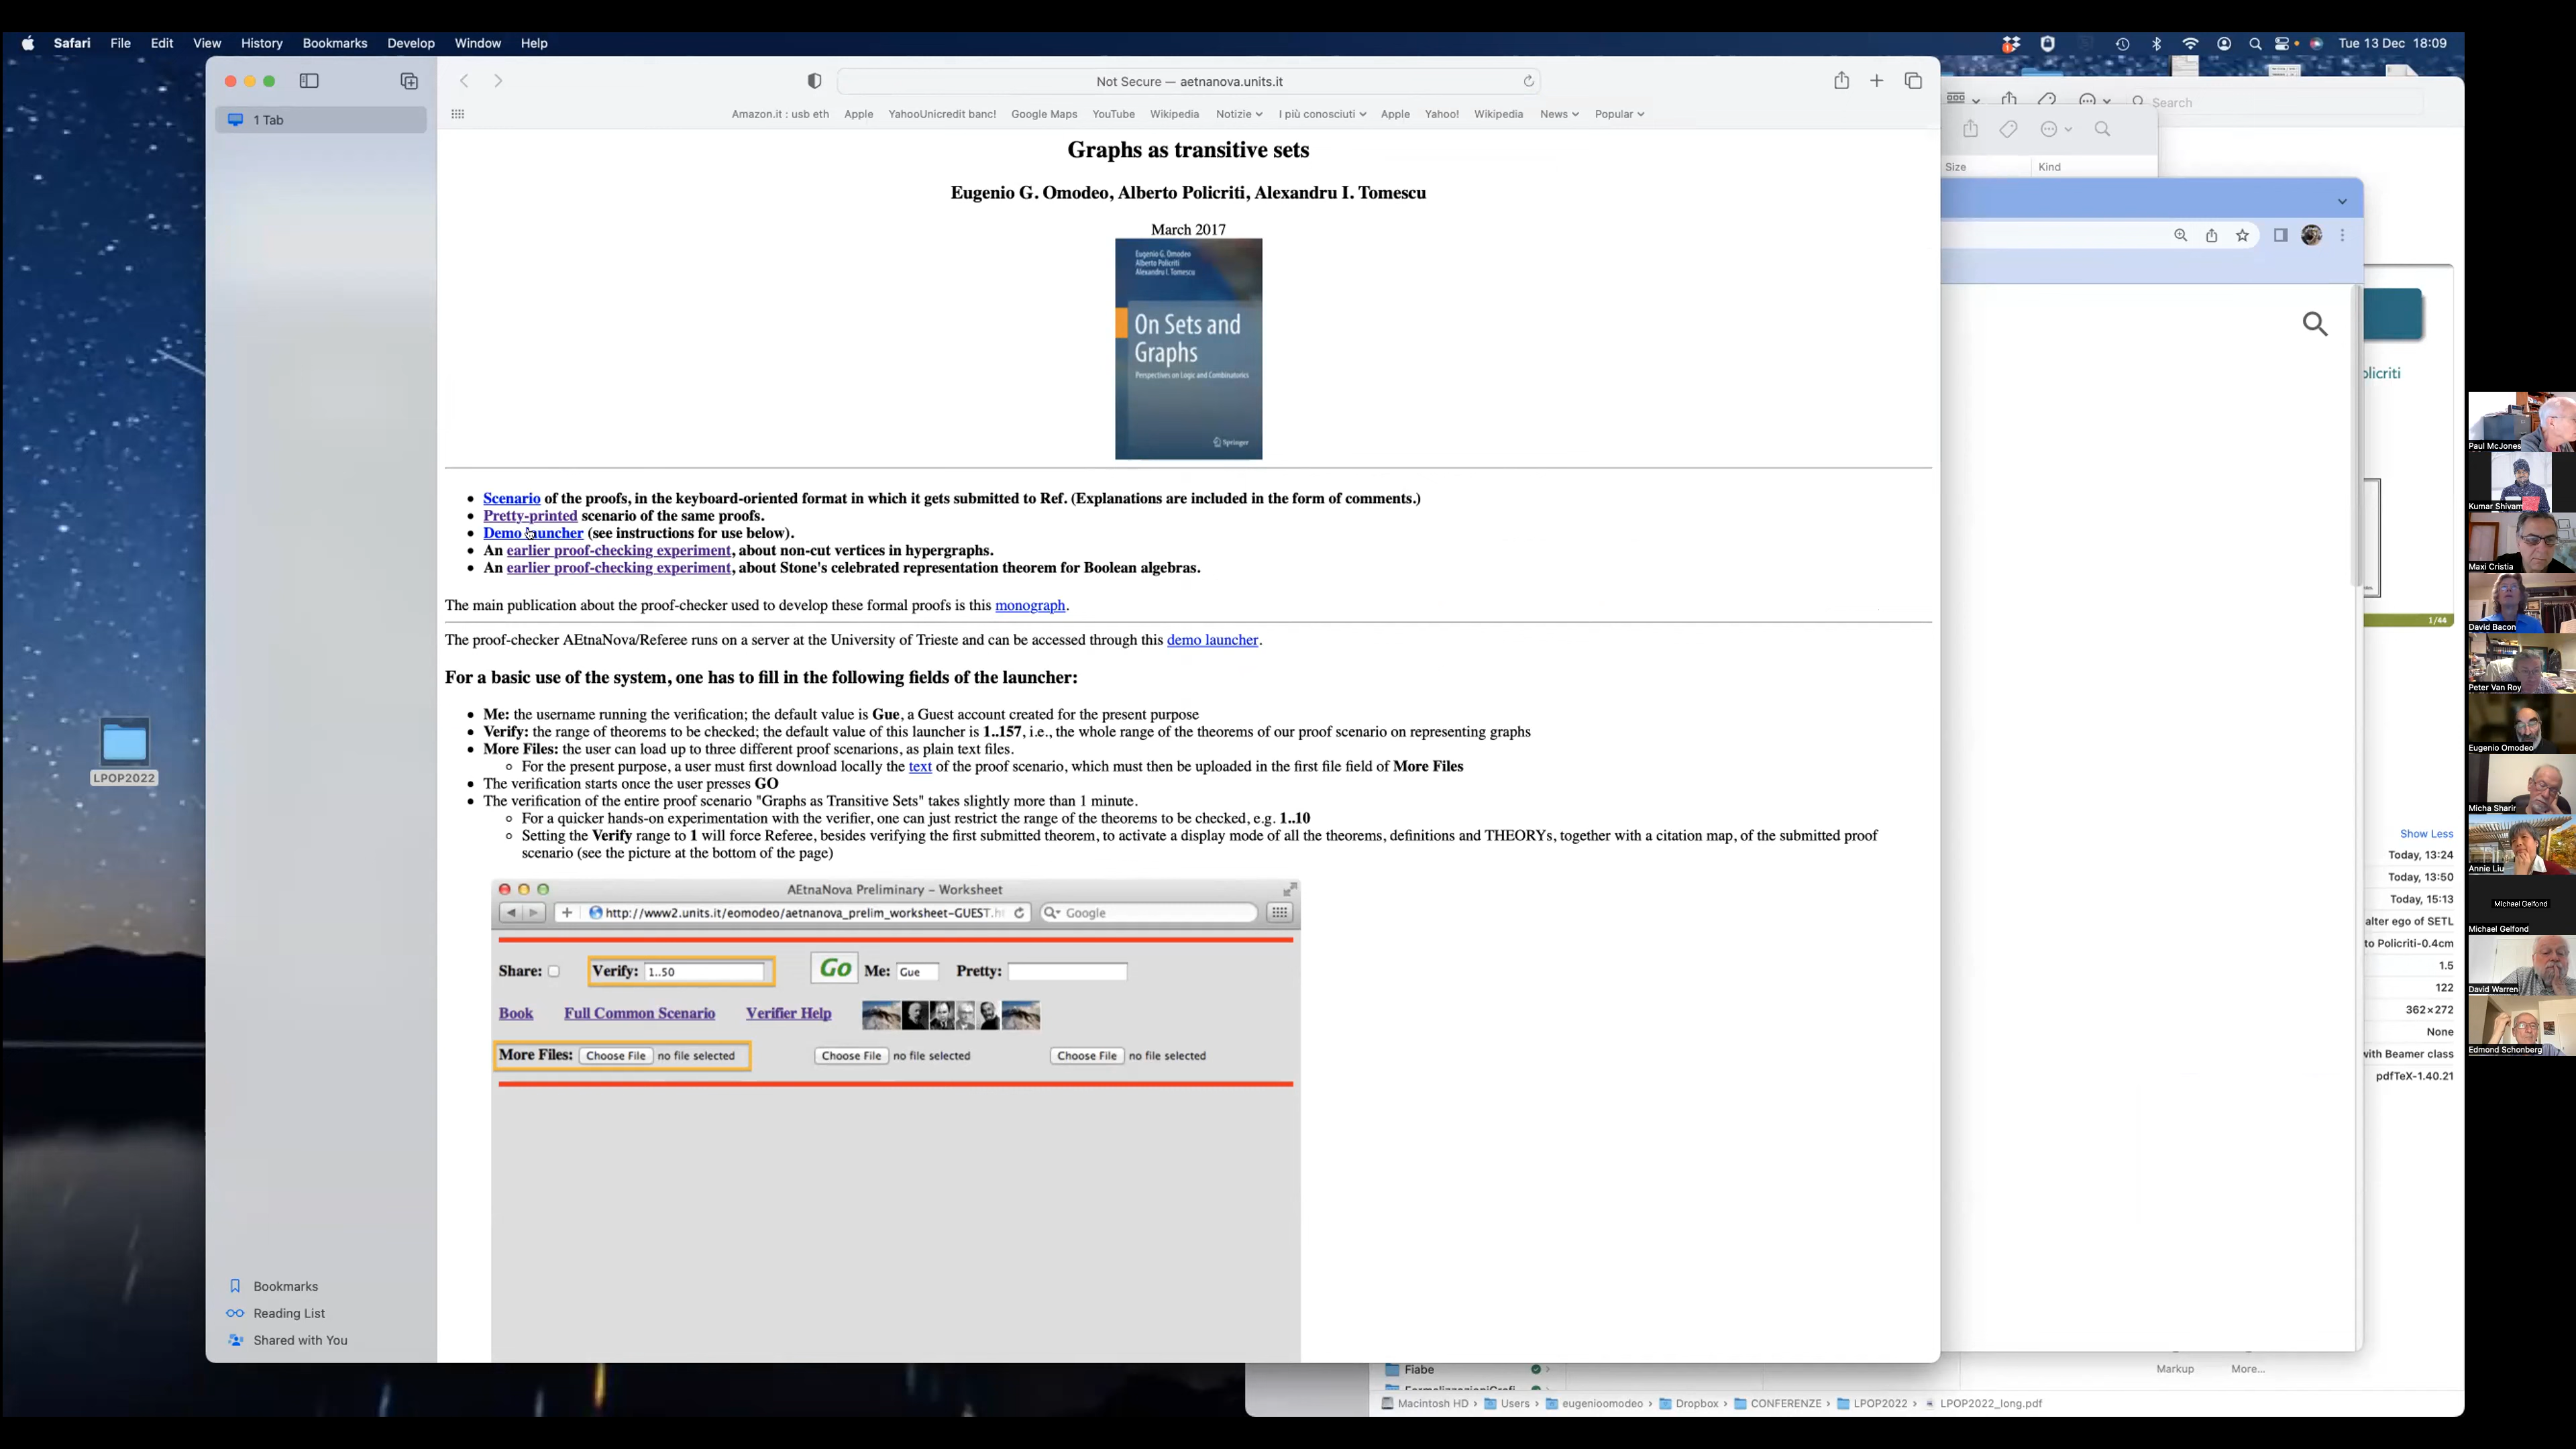 Safari File Edit View History Bookmarks Develop Window Help
Tue 13 Dec 18:09
1 Tab
Not Secure — aetnanova.units.it
Search
Amazon.it : usb eth Apple YahooUnicredit banc! Google Maps YouTube Wikipedia Notizie I più conosciuti Apple Yahoo! Wikipedia News Popular
Size Kind
Graphs as transitive sets
Eugenio G. Omodeo, Alberto Policriti, Alexandru I. Tomescu
March 2017
Eugenio G. Omodeo
Alberto Policriti
Alexandru I. Tomescu
On Sets and
Graphs
Perspectives on Logic and Combinatorics
Springer
Scenario of the proofs, in the keyboard-oriented format in which it gets submitted to Ref. (Explanations are included in the form of comments.)
Pretty-printed scenario of the same proofs.
Demo launcher (see instructions for use below).
An earlier proof-checking experiment, about non-cut vertices in hypergraphs.
An earlier proof-checking experiment, about Stone's celebrated representation theorem for Boolean algebras.
The main publication about the proof-checker used to develop these formal proofs is this monograph.
The proof-checker AEtnaNova/Referee runs on a server at the University of Trieste and can be accessed through this demo launcher.
For a basic use of the system, one has to fill in the following fields of the launcher:
Me: the username running the verification; the default value is Gue, a Guest account created for the present purpose
Verify: the range of theorems to be checked; the default value of this launcher is 1..157, i.e., the whole range of the theorems of our proof scenario on representing graphs
More Files: the user can load up to three different proof scenarions, as plain text files.
For the present purpose, a user must first download locally the text of the proof scenario, which must then be uploaded in the first file field of More Files
The verification starts once the user presses GO
The verification of the entire proof scenario "Graphs as Transitive Sets" takes slightly more than 1 minute.
For a quicker hands-on experimentation with the verifier, one can just restrict the range of the theorems to be checked, e.g. 1..10
Setting the Verify range to 1 will force Referee, besides verifying the first submitted theorem, to activate a display mode of all the theorems, definitions and THEORYs, together with a citation map, of the submitted proof
scenario (see the picture at the bottom of the page)
AEtnaNova Preliminary – Worksheet
http://www2.units.it/eomodeo/aetnanova_prelim_worksheet-GUEST.h
Google
Share: Verify: 1..50 Go Me: Gue Pretty:
Book Full Common Scenario Verifier Help
More Files: Choose File no file selected Choose File no file selected Choose File no file selected
Bookmarks
Reading List
Shared with You
LPOP2022
olicriti
1/44
Show Less
Today, 13:24
Today, 13:50
Today, 15:13
alter ego of SETL
to Policriti-0.4cm
1.5
122
362×272
None
with Beamer class
pdfTeX-1.40.21
Fiabe
Markup More...
Macintosh HD › Users › eugenioomodeo › Dropbox › CONFERENZE › LPOP2022 › LPOP2022_long.pdf
Paul McJones
Kumar Shivam
Maxi Cristia
David Bacon
Peter Van Roy
Eugenio Omodeo
Micha Sharir
Annie Liu
Michael Gelfond
Michael Gelfond
David Warren
Edmond Schonberg